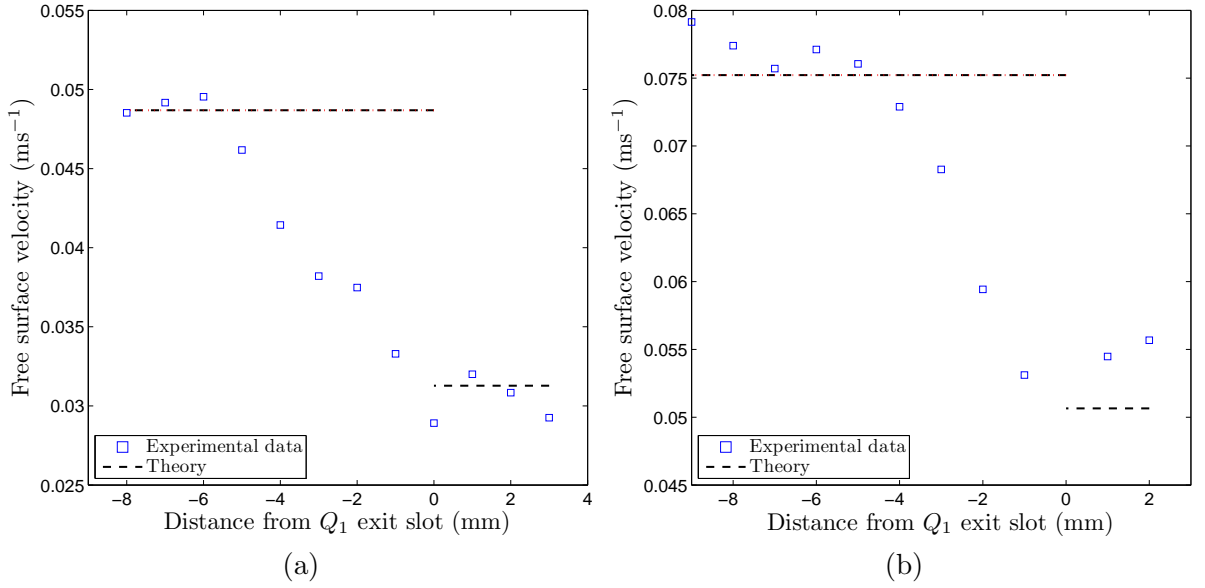 0.055
0.05
0.045
0.04
0.035
0.03
0.025
Free surface velocity (ms⁻¹)
Experimental data
Theory
−8 −6 −4 −2 0 2 4
Distance from Q₁ exit slot (mm)
(a)
0.08
0.075
0.07
0.065
0.06
0.055
0.05
0.045
Free surface velocity (ms⁻¹)
Experimental data
Theory
−8 −6 −4 −2 0 2
Distance from Q₁ exit slot (mm)
(b)